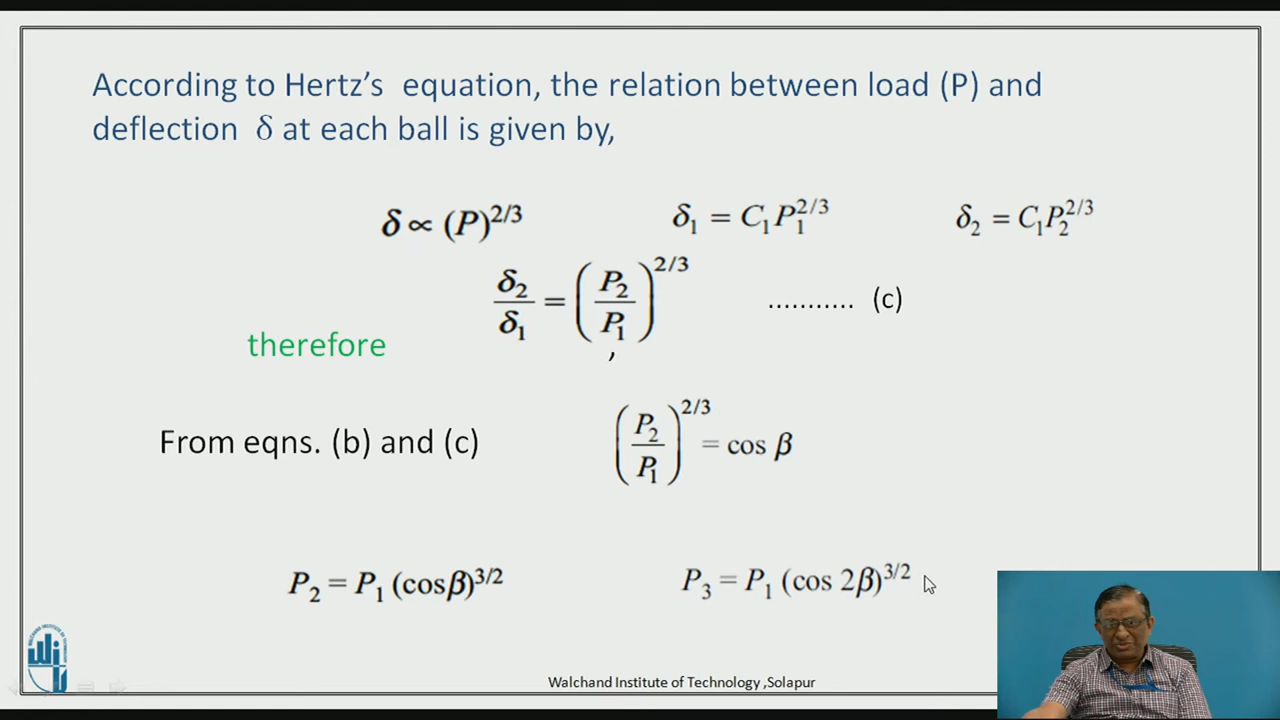 According to Hertz's equation, the relation between load (P) and
deflection δ at each ball is given by,
δ ∝ (P)^2/3 δ₁ = C₁P₁^2/3 δ₂ = C₁P₂^2/3
δ₂/δ₁ = (P₂/P₁)^2/3 ........... (c)
therefore ,
From eqns. (b) and (c) (P₂/P₁)^2/3 = cos β
P₂ = P₁ (cosβ)^3/2 P₃ = P₁ (cos 2β)^3/2
Walchand Institute of Technology ,Solapur